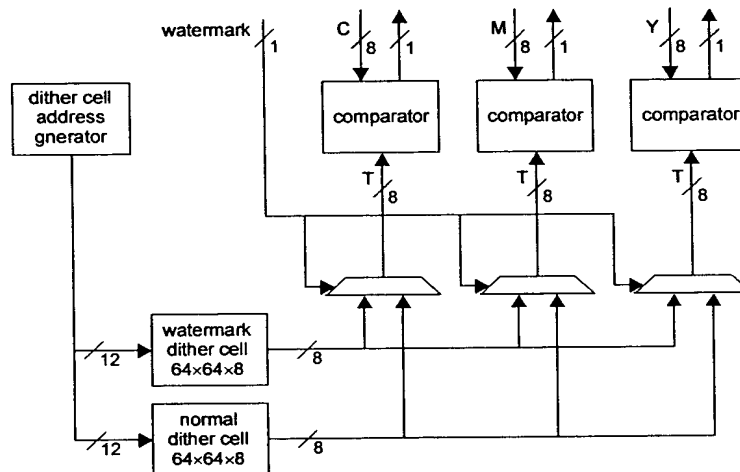 watermark
1
C
8
1
M
8
1
Y
8
1
dither cell
address
gnerator
comparator
comparator
comparator
T
8
T
8
T
8
12
watermark
dither cell
64×64×8
8
12
normal
dither cell
64×64×8
8